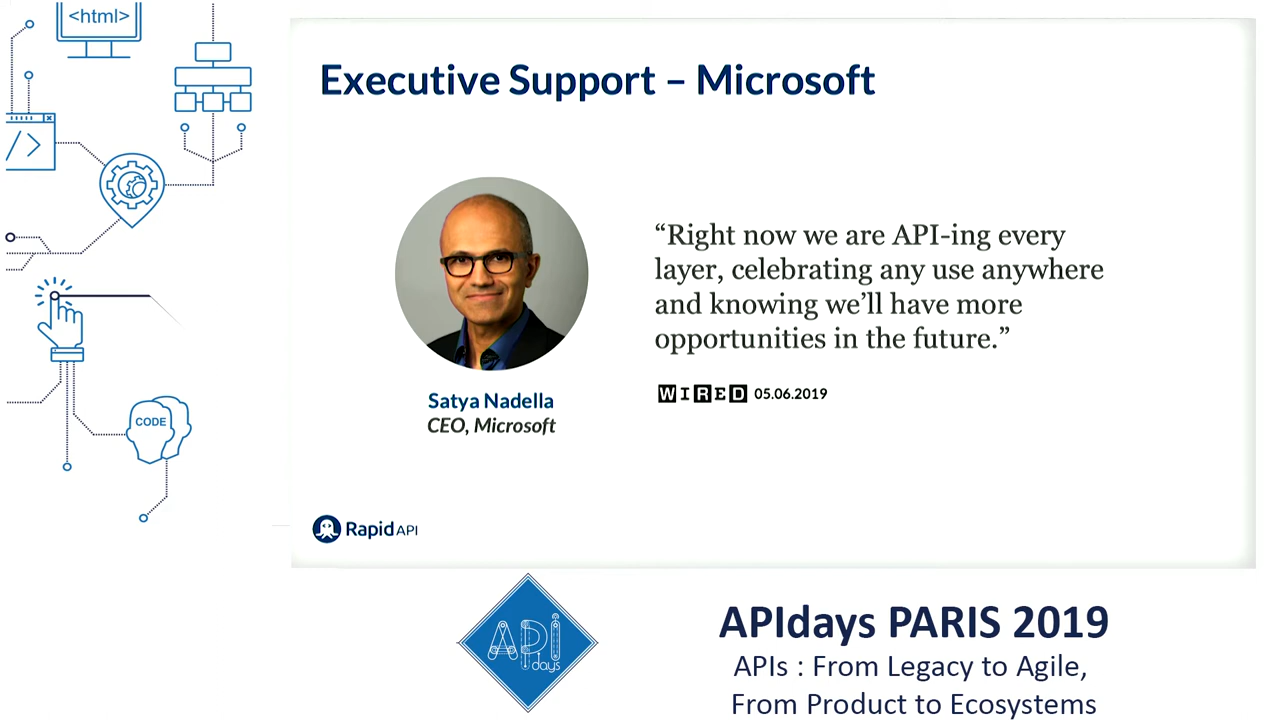 <html>
Executive Support – Microsoft
</>
“Right now we are API-ing every
layer, celebrating any use anywhere
and knowing we’ll have more
opportunities in the future.”
WIRED 05.06.2019
Satya Nadella
CEO, Microsoft
CODE
Rapid API
API
days
APIdays PARIS 2019
APIs : From Legacy to Agile,
From Product to Ecosystems